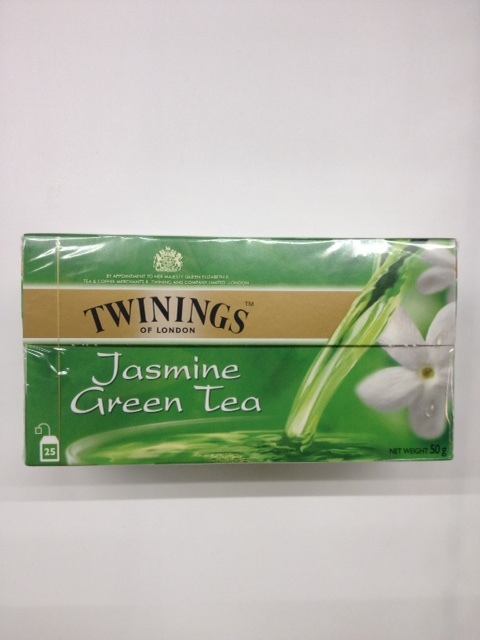 BY APPOINTMENT TO HER MAJESTY QUEEN ELIZABETH II
TEA & COFFEE MERCHANTS R. TWINING AND COMPANY LIMITED, LONDON
TWININGS™
OF LONDON
Jasmine
Green Tea
25
NET WEIGHT 50 g